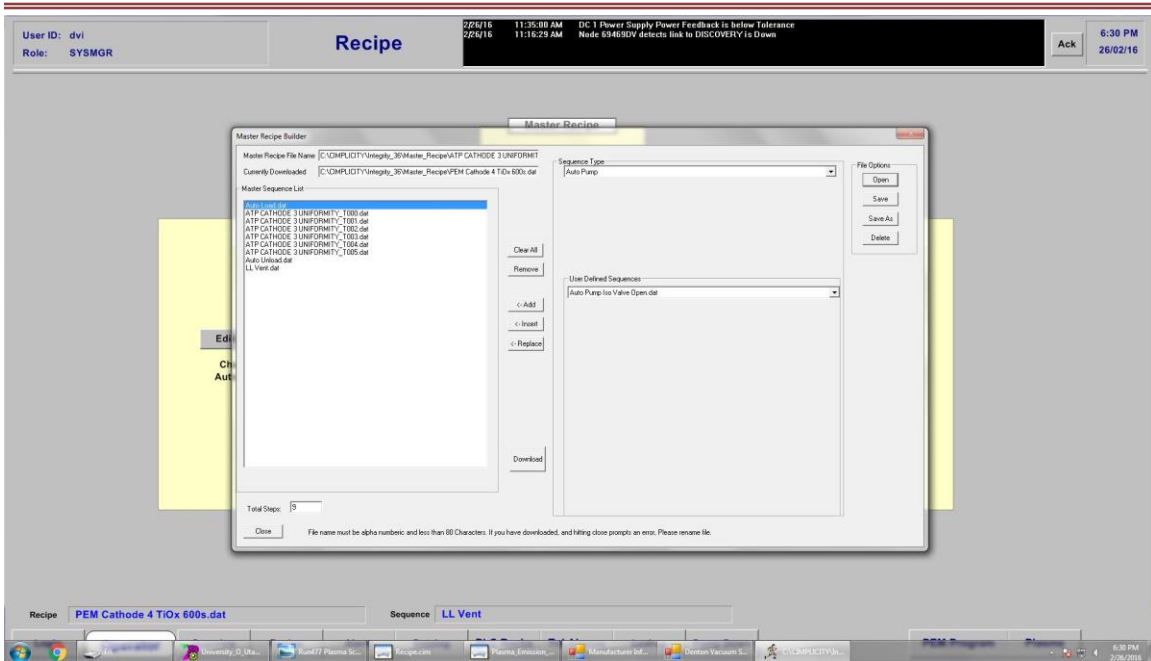 User ID: dvi
Role: SYSMGR
Recipe
2/26/16 11:35:00 AM DC 1 Power Supply Power Feedback is below Tolerance
2/26/16 11:16:29 AM Node 69469DV detects link to DISCOVERY is Down
Ack
6:30 PM
26/02/16
Master Recipe
Master Recipe Builder
Master Recipe File Name C:\CIMPLICITY\Integrity_36\Master_Recipe\ATP CATHODE 3 UNIFORMIT
Currently Downloaded C:\CIMPLICITY\Integrity_36\Master_Recipe\PEM Cathode 4 TiOx 600s.dat
Master Sequence List
Auto Load.dat
ATP CATHODE 3 UNIFORMITY_T000.dat
ATP CATHODE 3 UNIFORMITY_T001.dat
ATP CATHODE 3 UNIFORMITY_T002.dat
ATP CATHODE 3 UNIFORMITY_T003.dat
ATP CATHODE 3 UNIFORMITY_T004.dat
ATP CATHODE 3 UNIFORMITY_T005.dat
Auto Unload.dat
LL Vent.dat
Clear All
Remove
<- Add
<- Insert
<- Replace
Download
Sequence Type
Auto Pump
User Defined Sequences
Auto Pump Iso Valve Open.dat
File Options
Open
Save
Save As
Delete
Edi
Ch
Aut
Total Steps: 9
Close
File name must be alpha numberic and less than 80 Characters. If you have downloaded, and hitting close prompts an error, Please rename file.
Recipe PEM Cathode 4 TiOx 600s.dat
Sequence LL Vent
University_O_Uta...
Run477 Plasma Sc...
Recipe.cim
Plasma_Emission_...
Manufacturer Inf...
Denton Vacuum S...
C:\CIMPLICITY\In...
6:30 PM
2/26/2016